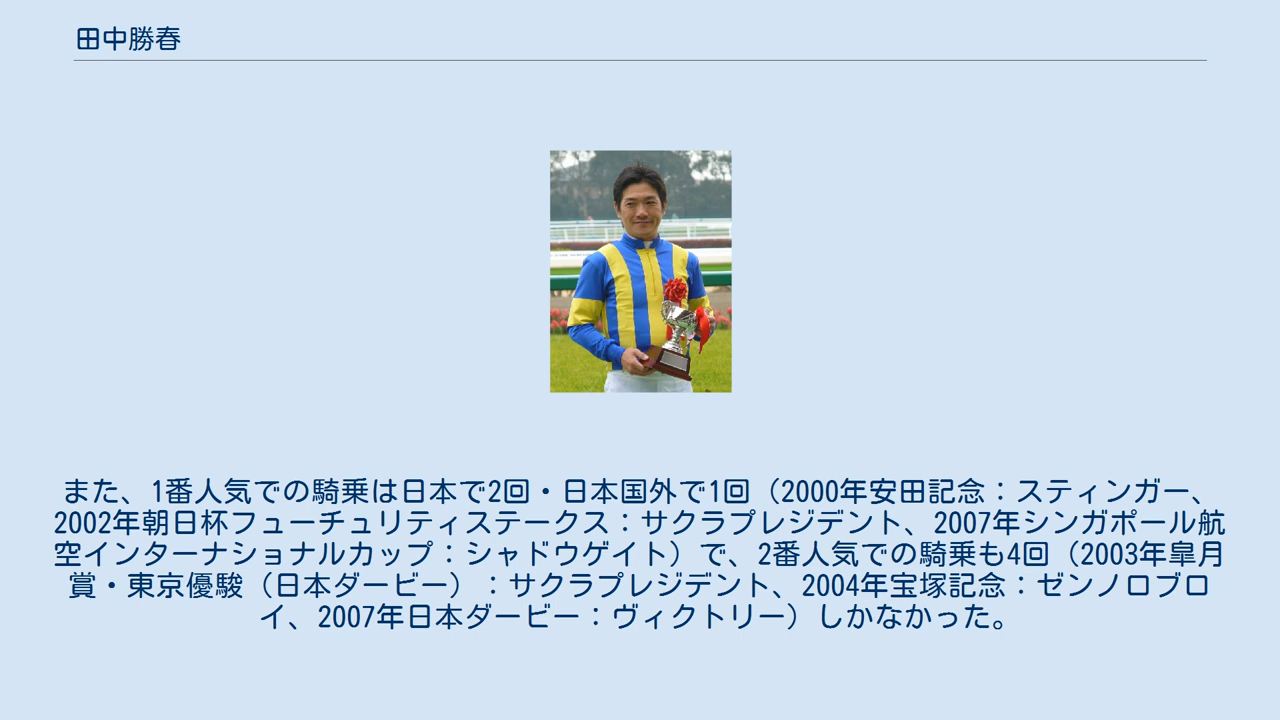 田中勝春
また、1番人気での騎乗は日本で2回・日本国外で1回（2000年安田記念：スティンガー、
2002年朝日杯フューチュリティステークス：サクラプレジデント、2007年シンガポール航
空インターナショナルカップ：シャドウゲイト）で、2番人気での騎乗も4回（2003年皐月
賞・東京優駿（日本ダービー）：サクラプレジデント、2004年宝塚記念：ゼンノロブロ
イ、2007年日本ダービー：ヴィクトリー）しかなかった。